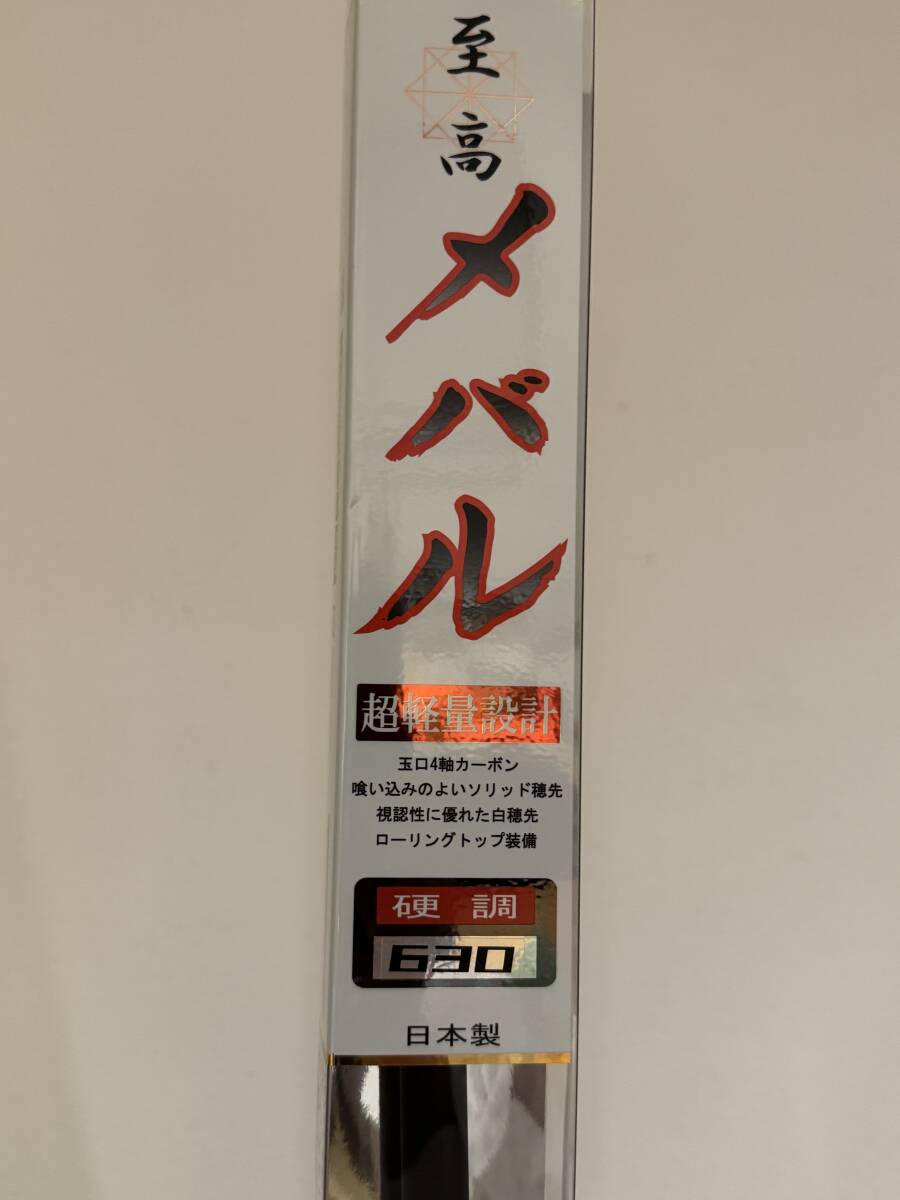 至高
メバル
超軽量設計
玉口4軸カーボン
喰い込みのよいソリッド穂先
視認性に優れた白穂先
ローリングトップ装備
硬調
630
日本製